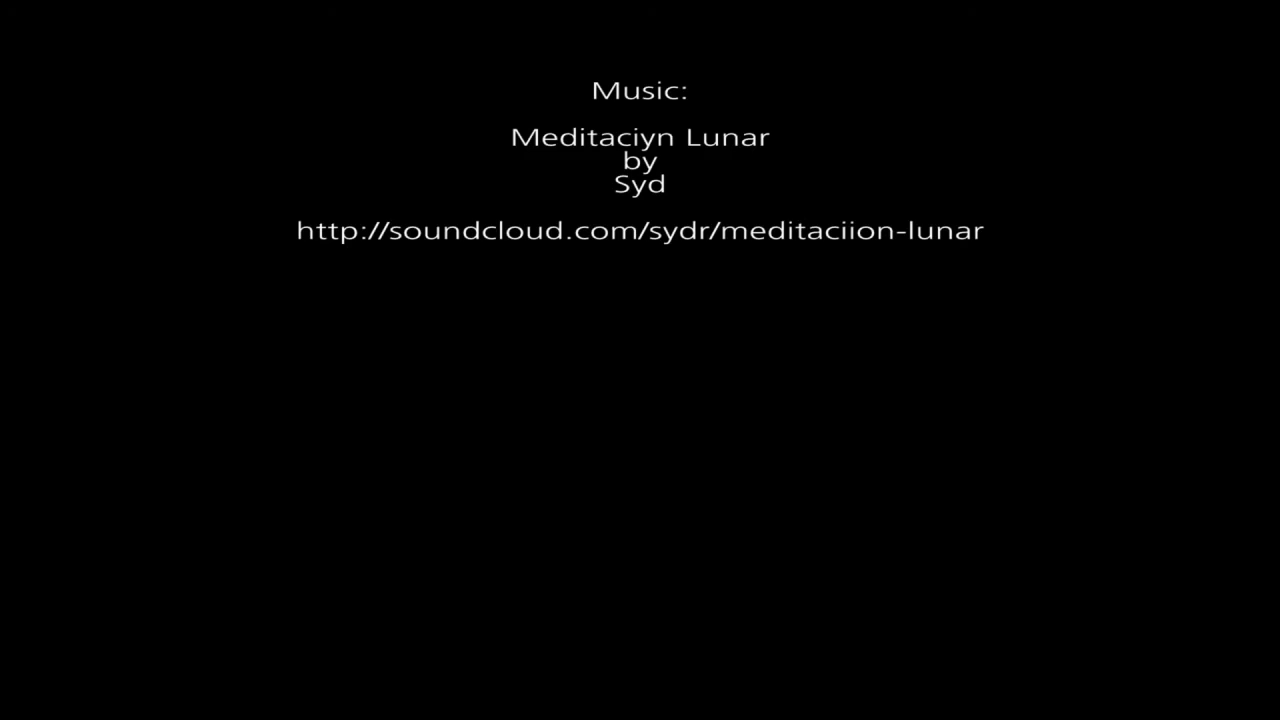 Music:
Meditaciyn Lunar
by
Syd
http://soundcloud.com/sydr/meditaciion-lunar